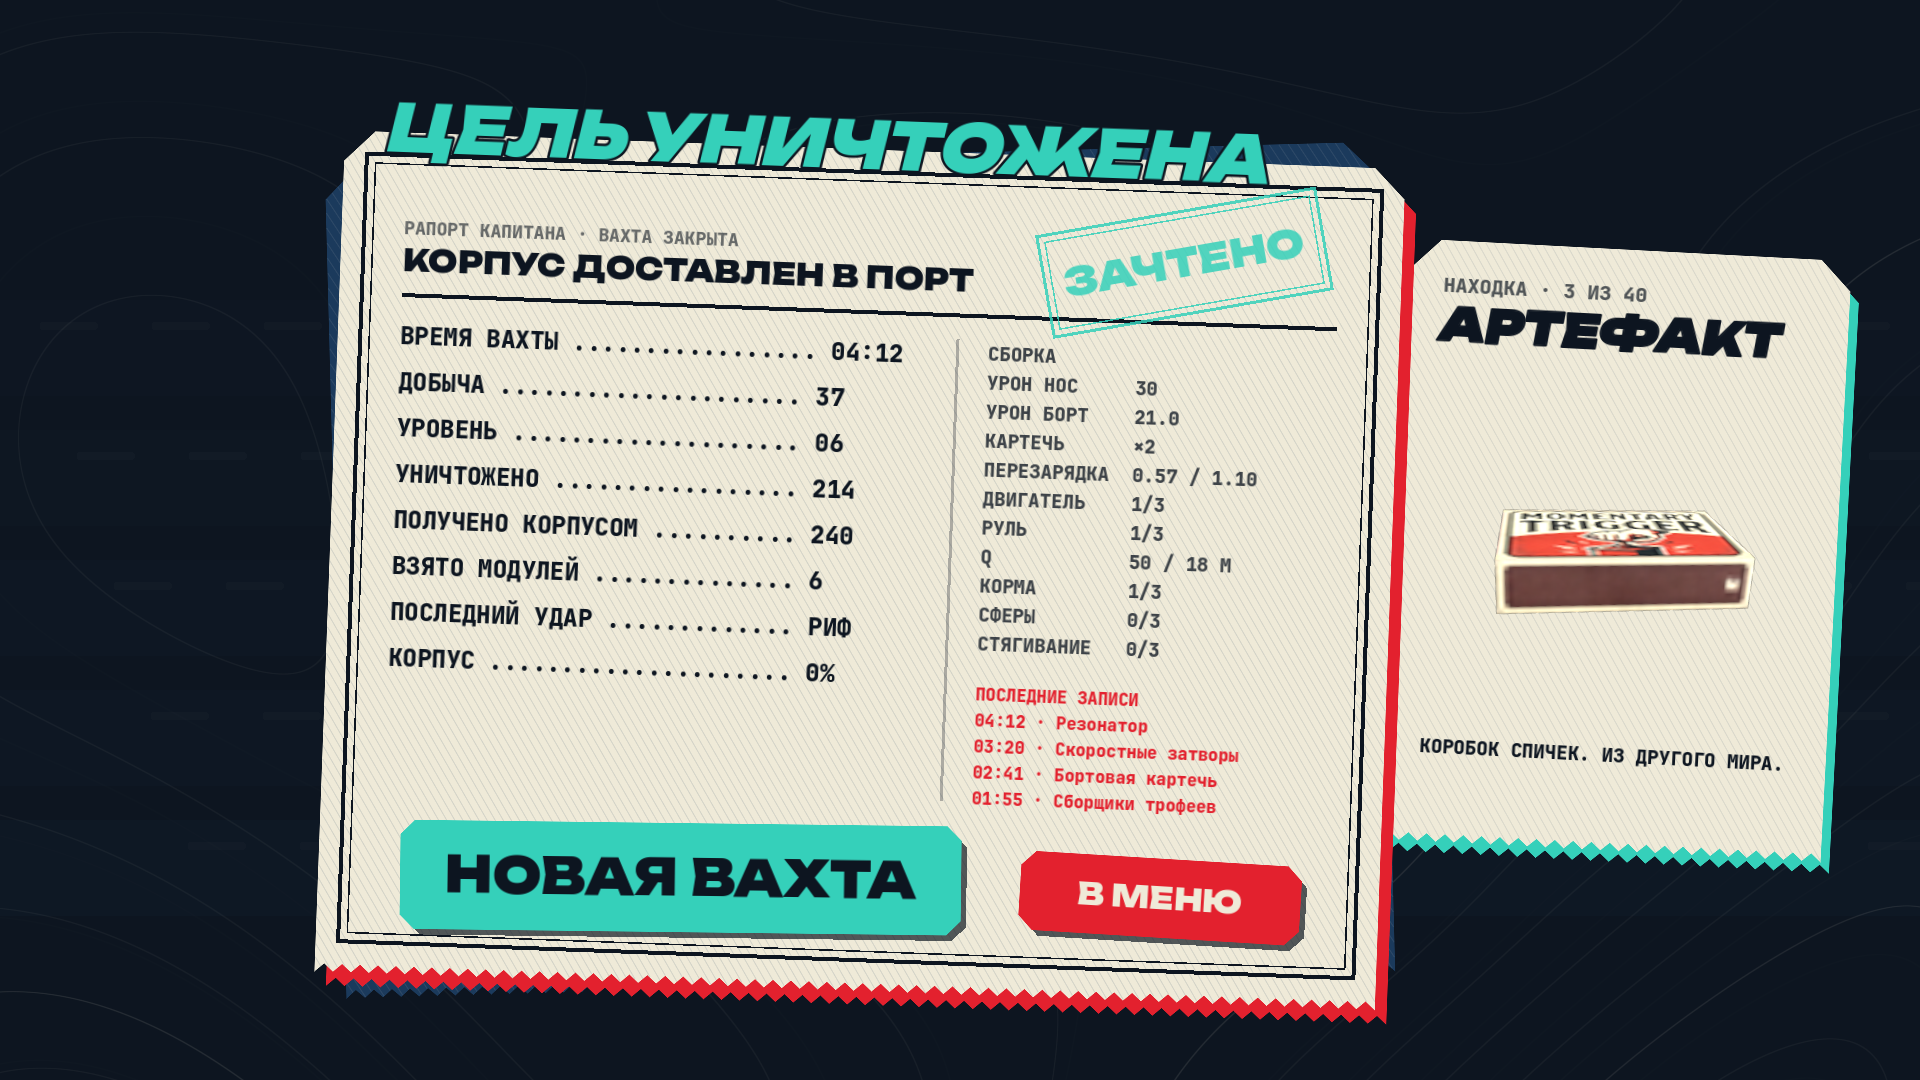 ЦЕЛЬ УНИЧТОЖЕНА
РАПОРТ КАПИТАНА · ВАХТА ЗАКРЫТА
КОРПУС ДОСТАВЛЕН В ПОРТ
ЗАЧТЕНО
ВРЕМЯ ВАХТЫ ................. 04:12
ДОБЫЧА ..................... 37
УРОВЕНЬ .................... 06
УНИЧТОЖЕНО ................. 214
ПОЛУЧЕНО КОРПУСОМ .......... 240
ВЗЯТО МОДУЛЕЙ .............. 6
ПОСЛЕДНИЙ УДАР ............. РИФ
КОРПУС ..................... 0%
СБОРКА
УРОН НОС 30
УРОН БОРТ 21.0
КАРТЕЧЬ ×2
ПЕРЕЗАРЯДКА 0.57 / 1.10
ДВИГАТЕЛЬ 1/3
РУЛЬ 1/3
Q 50 / 18 М
КОРМА 1/3
СФЕРЫ 0/3
СТЯГИВАНИЕ 0/3
ПОСЛЕДНИЕ ЗАПИСИ
04:12 · Резонатор
03:20 · Скоростные затворы
02:41 · Бортовая картечь
01:55 · Сборщики трофеев
НОВАЯ ВАХТА
В МЕНЮ
НАХОДКА · 3 ИЗ 40
АРТЕФАКТ
MOMENTARY
TRIGGER
КОРОБОК СПИЧЕК. ИЗ ДРУГОГО МИРА.